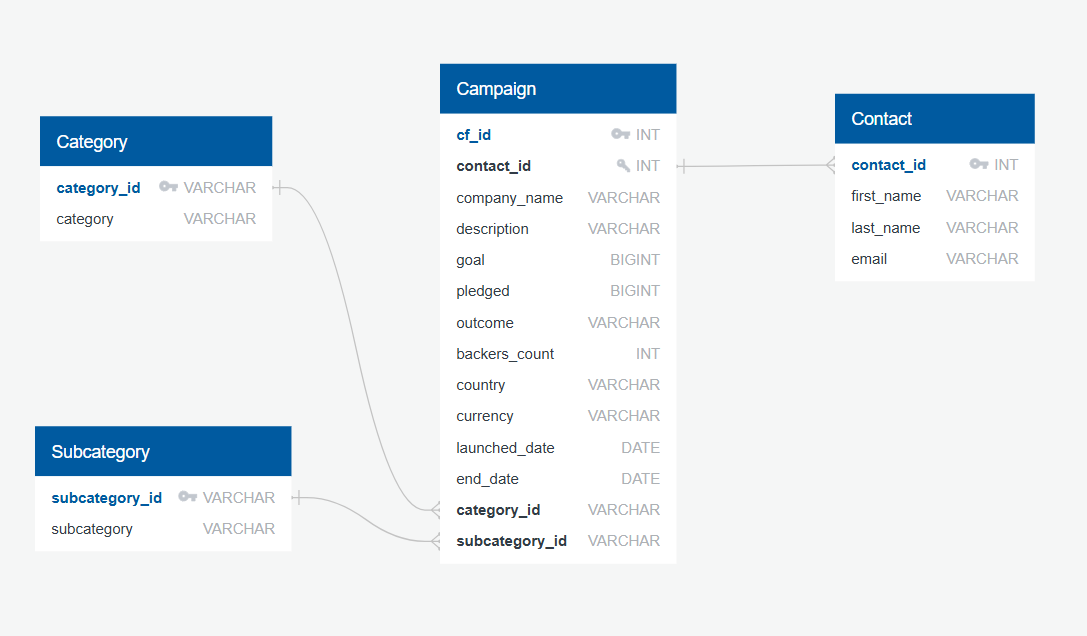 Category
category_id VARCHAR
category VARCHAR
Subcategory
subcategory_id VARCHAR
subcategory VARCHAR
Campaign
cf_id INT
contact_id INT
company_name VARCHAR
description VARCHAR
goal BIGINT
pledged BIGINT
outcome VARCHAR
backers_count INT
country VARCHAR
currency VARCHAR
launched_date DATE
end_date DATE
category_id VARCHAR
subcategory_id VARCHAR
Contact
contact_id INT
first_name VARCHAR
last_name VARCHAR
email VARCHAR